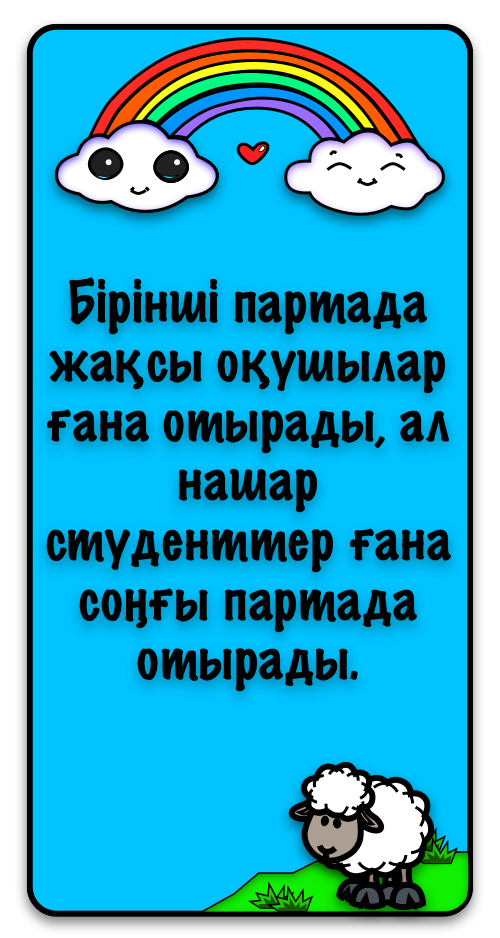 Бірінші партада
жақсы оқушылар
ғана отырады, ал
нашар
студенттер ғана
соңғы партада
отырады.